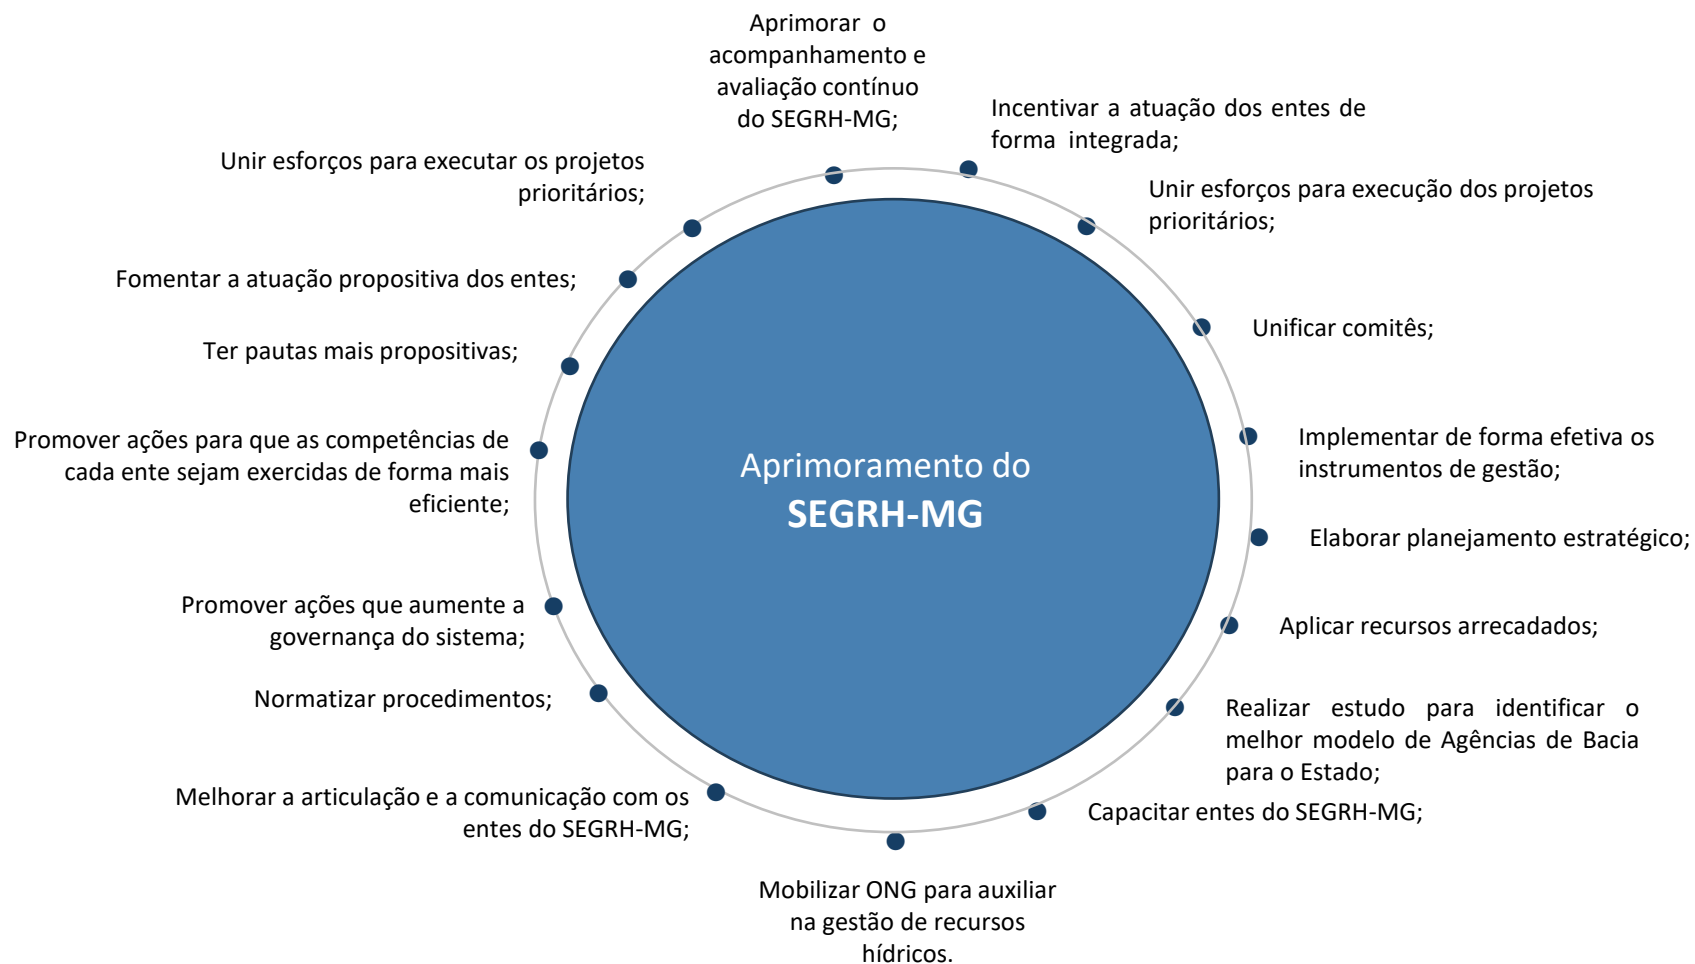 Aprimorar o
acompanhamento e
avaliação contínuo
do SEGRH-MG;
Incentivar a atuação dos entes de
forma integrada;
Unir esforços para execução dos projetos
prioritários;
Unificar comitês;
Implementar de forma efetiva os
instrumentos de gestão;
Elaborar planejamento estratégico;
Aplicar recursos arrecadados;
Realizar estudo para identificar o
melhor modelo de Agências de Bacia
para o Estado;
Capacitar entes do SEGRH-MG;
Mobilizar ONG para auxiliar
na gestão de recursos
hídricos.
Melhorar a articulação e a comunicação com os
entes do SEGRH-MG;
Normatizar procedimentos;
Promover ações que aumente a
governança do sistema;
Promover ações para que as competências de
cada ente sejam exercidas de forma mais
eficiente;
Ter pautas mais propositivas;
Fomentar a atuação propositiva dos entes;
Unir esforços para executar os projetos
prioritários;
Aprimoramento do
SEGRH-MG